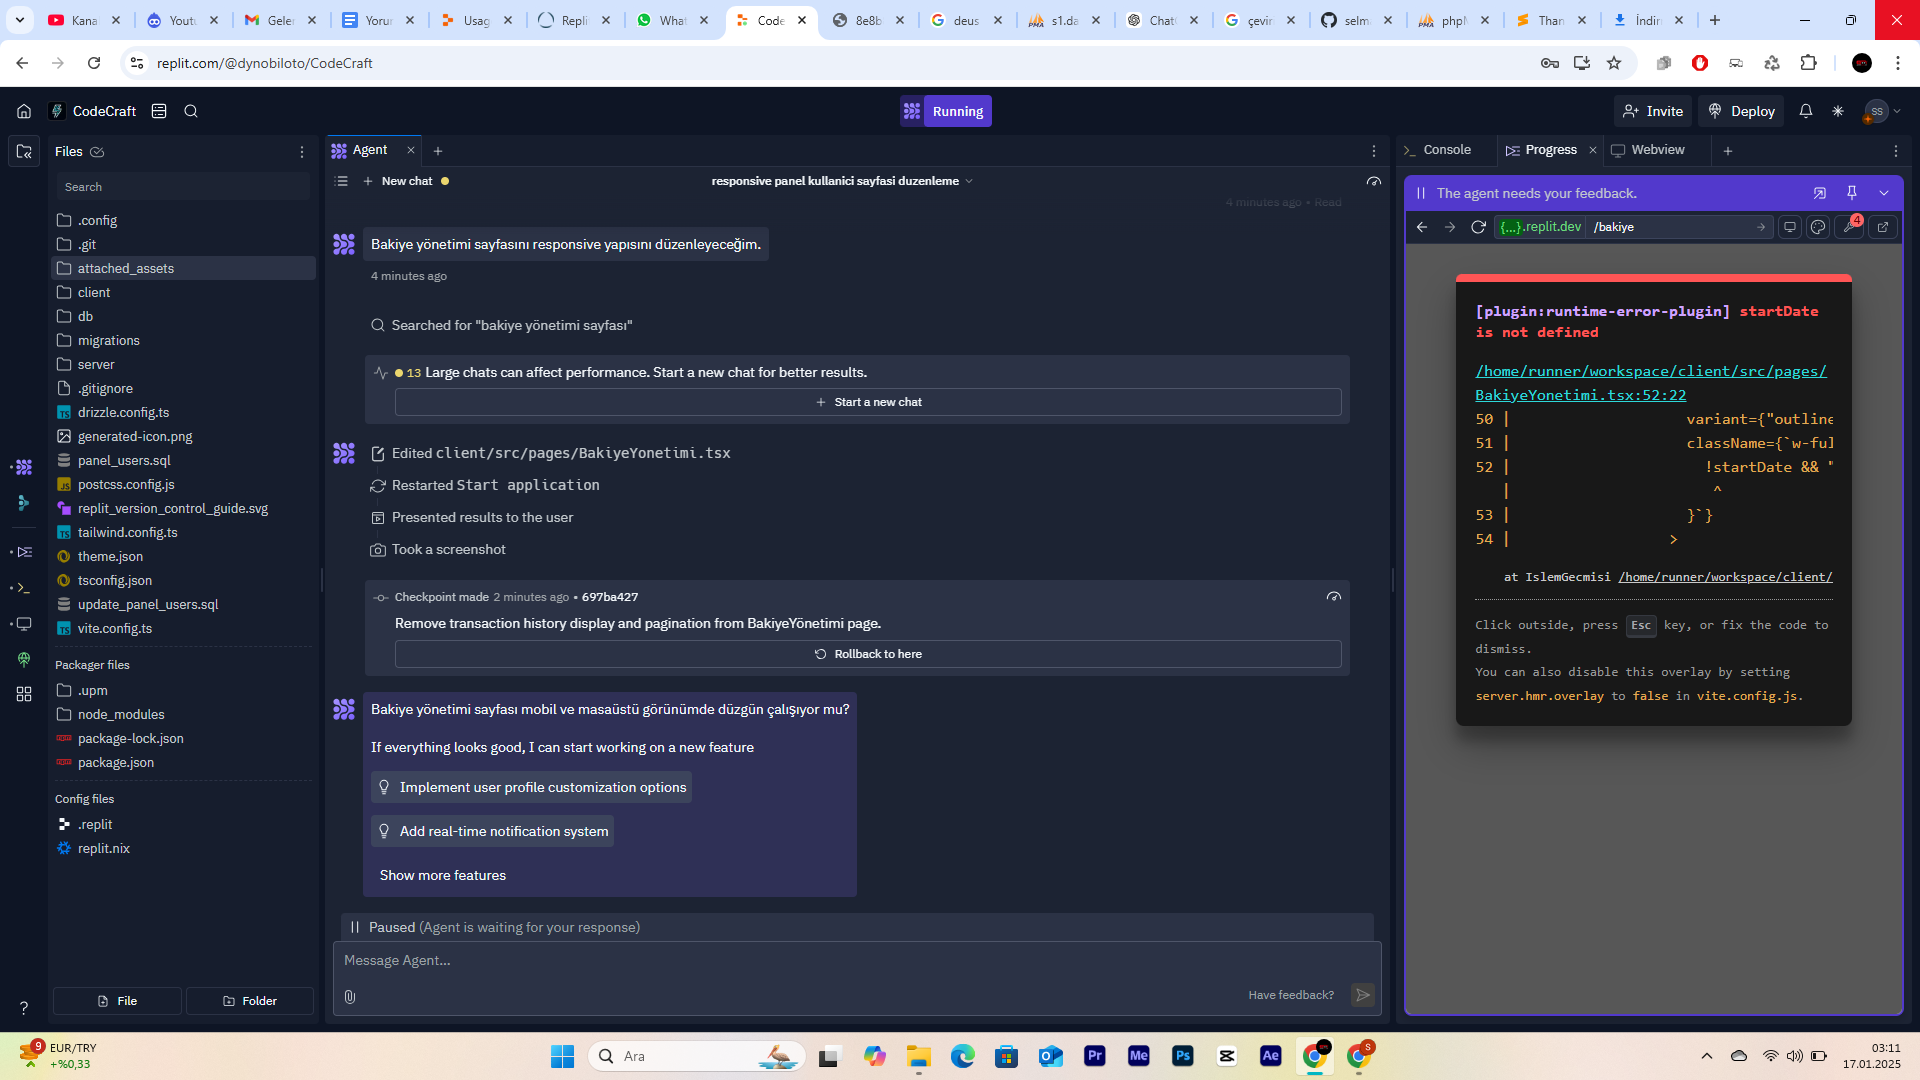 Kana
Youtu
Geler
Yorur
Usag
Repli
What
Code
8e8b
deus
s1.da
Chat
çevir
selm
phpl
Than
İndir
replit.com/@dynobiloto/CodeCraft
CodeCraft
Running
Invite
Deploy
SS
Files
Search
.config
.git
attached_assets
client
db
migrations
server
.gitignore
drizzle.config.ts
generated-icon.png
panel_users.sql
postcss.config.js
replit_version_control_guide.svg
tailwind.config.ts
theme.json
tsconfig.json
update_panel_users.sql
vite.config.ts
Packager files
.upm
node_modules
package-lock.json
package.json
Config files
.replit
replit.nix
File
Folder
Agent
New chat
responsive panel kullanici sayfasi duzenleme
4 minutes ago • Read
Bakiye yönetimi sayfasını responsive yapısını düzenleyeceğim.
4 minutes ago
Searched for "bakiye yönetimi sayfası"
13 Large chats can affect performance. Start a new chat for better results.
Start a new chat
Edited client/src/pages/BakiyeYonetimi.tsx
Restarted Start application
Presented results to the user
Took a screenshot
Checkpoint made 2 minutes ago • 697ba427
Remove transaction history display and pagination from BakiyeYönetimi page.
Rollback to here
Bakiye yönetimi sayfası mobil ve masaüstü görünümde düzgün çalışıyor mu?
If everything looks good, I can start working on a new feature
Implement user profile customization options
Add real-time notification system
Show more features
Paused (Agent is waiting for your response)
Message Agent...
Have feedback?
Console
Progress
Webview
The agent needs your feedback.
{...}.replit.dev /bakiye
4
[plugin:runtime-error-plugin] startDate
is not defined
/home/runner/workspace/client/src/pages/
BakiyeYonetimi.tsx:52:22
50 | variant={"outline
51 | className={`w-ful
52 | !startDate && "
| ^
53 | }`}
54 | >
at IslemGecmisi /home/runner/workspace/client/
Click outside, press Esc key, or fix the code to
dismiss.
You can also disable this overlay by setting
server.hmr.overlay to false in vite.config.js.
9
EUR/TRY
+%0,33
Ara
Pr
Me
Ps
Ae
S
03:11
17.01.2025